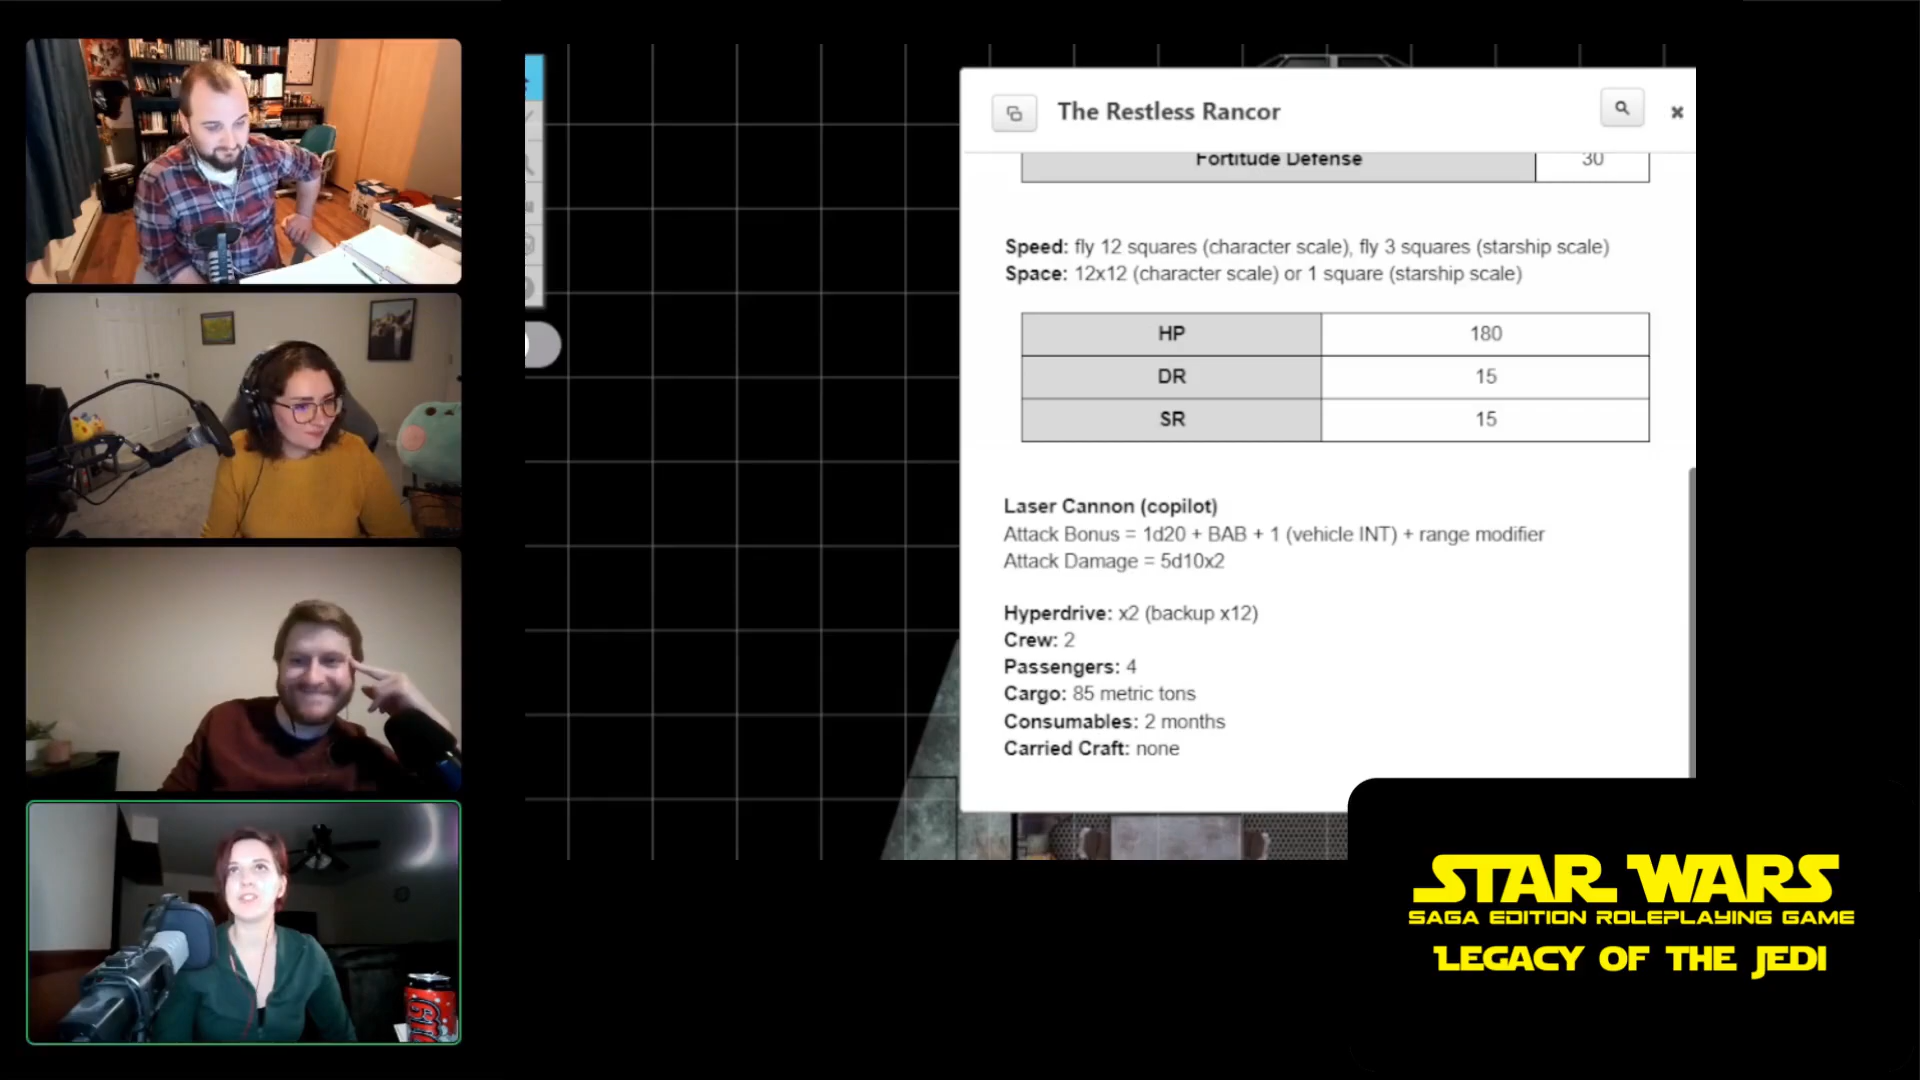 The Restless Rancor
Fortitude Defense 30
Speed: fly 12 squares (character scale), fly 3 squares (starship scale)
Space: 12x12 (character scale) or 1 square (starship scale)
HP 180
DR 15
SR 15
Laser Cannon (copilot)
Attack Bonus = 1d20 + BAB + 1 (vehicle INT) + range modifier
Attack Damage = 5d10x2
Hyperdrive: x2 (backup x12)
Crew: 2
Passengers: 4
Cargo: 85 metric tons
Consumables: 2 months
Carried Craft: none
STAR WARS
SAGA EDITION ROLEPLAYING GAME
LEGACY OF THE JEDI